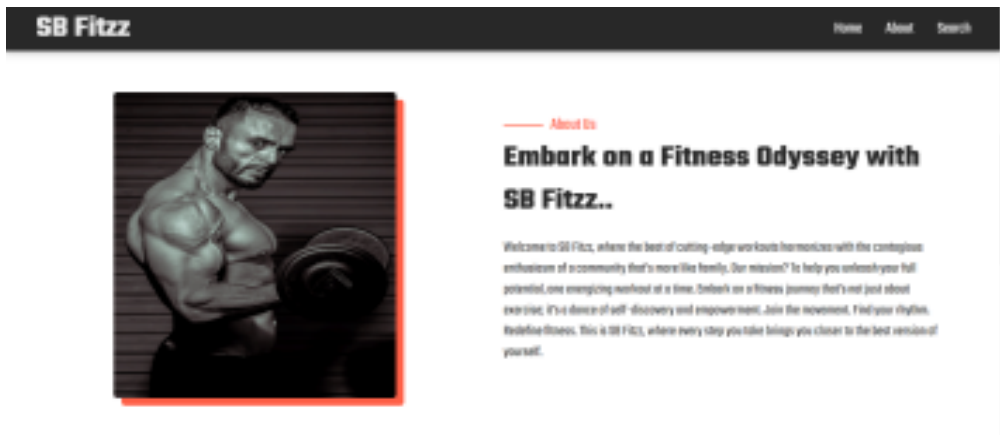 SB Fitzz
Home About Search
About Us
Embark on a Fitness Odyssey with
SB Fitzz..
Welcome to SB Fitzz, where the best of cutting-edge workouts harmonizes with the contagious
enthusiasm of a community that's more like family. Our mission? To help you unleash your full
potential, one energizing workout at a time. Embark on a fitness journey that's not just about
exercise; it's a dance of self-discovery and empowerment. Join the movement. Find your rhythm.
Redefine fitness. This is SB Fitzz, where every step you take brings you closer to the best version of
yourself.